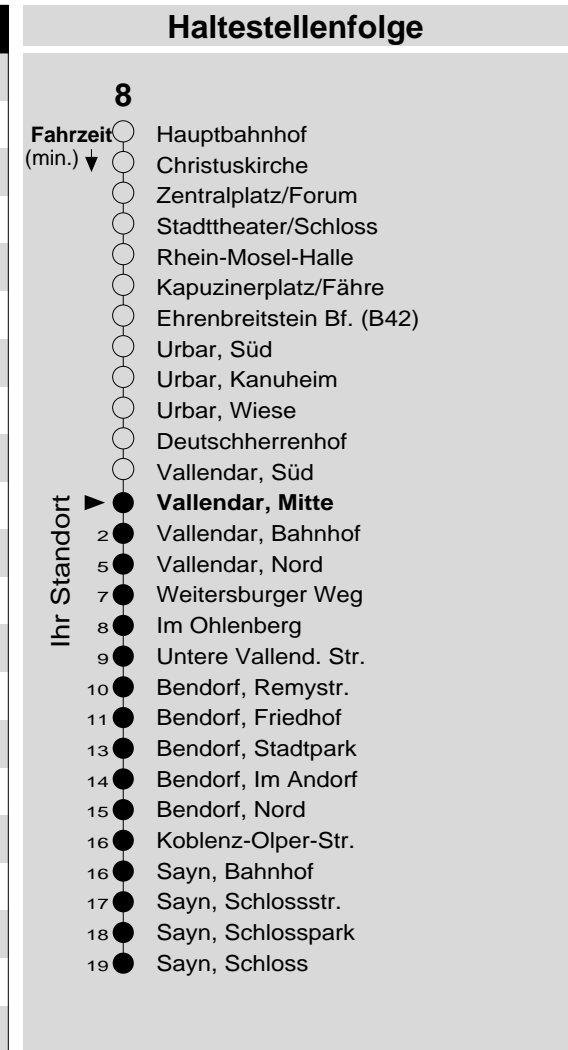 Haltestellenfolge
8
Fahrzeit Hauptbahnhof
(min.) Christuskirche
Zentralplatz/Forum
Stadttheater/Schloss
Rhein-Mosel-Halle
Kapuzinerplatz/Fähre
Ehrenbreitstein Bf. (B42)
Urbar, Süd
Urbar, Kanuheim
Urbar, Wiese
Deutschherrenhof
Vallendar, Süd
Ihr Standort
Vallendar, Mitte
2 Vallendar, Bahnhof
5 Vallendar, Nord
7 Weitersburger Weg
8 Im Ohlenberg
9 Untere Vallend. Str.
10 Bendorf, Remystr.
11 Bendorf, Friedhof
13 Bendorf, Stadtpark
14 Bendorf, Im Andorf
15 Bendorf, Nord
16 Koblenz-Olper-Str.
16 Sayn, Bahnhof
17 Sayn, Schlossstr.
18 Sayn, Schlosspark
19 Sayn, Schloss